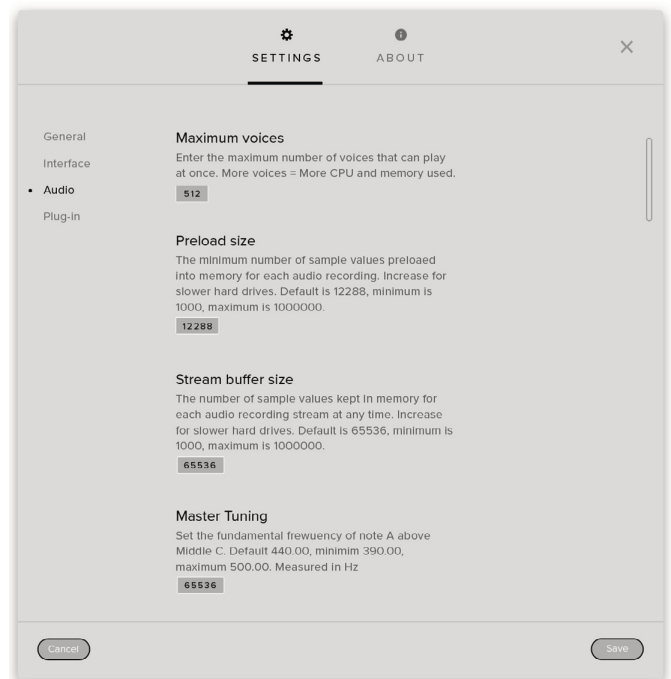 SETTINGS
ABOUT
General
Interface
Audio
Plug-in
Maximum voices
Enter the maximum number of voices that can play
at once. More voices = More CPU and memory used.
512
Preload size
The minimum number of sample values preloaed
into memory for each audio recording. Increase for
slower hard drives. Default is 12288, minimum is
1000, maximum is 1000000.
12288
Stream buffer size
The number of sample values kept in memory for
each audio recording stream at any time. Increase
for slower hard drives. Default is 65536, minimum is
1000, maximum is 1000000.
65536
Master Tuning
Set the fundamental frewuency of note A above
Middle C. Default 440.00, minimim 390.00,
maximum 500.00. Measured in Hz
65536
Cancel
Save